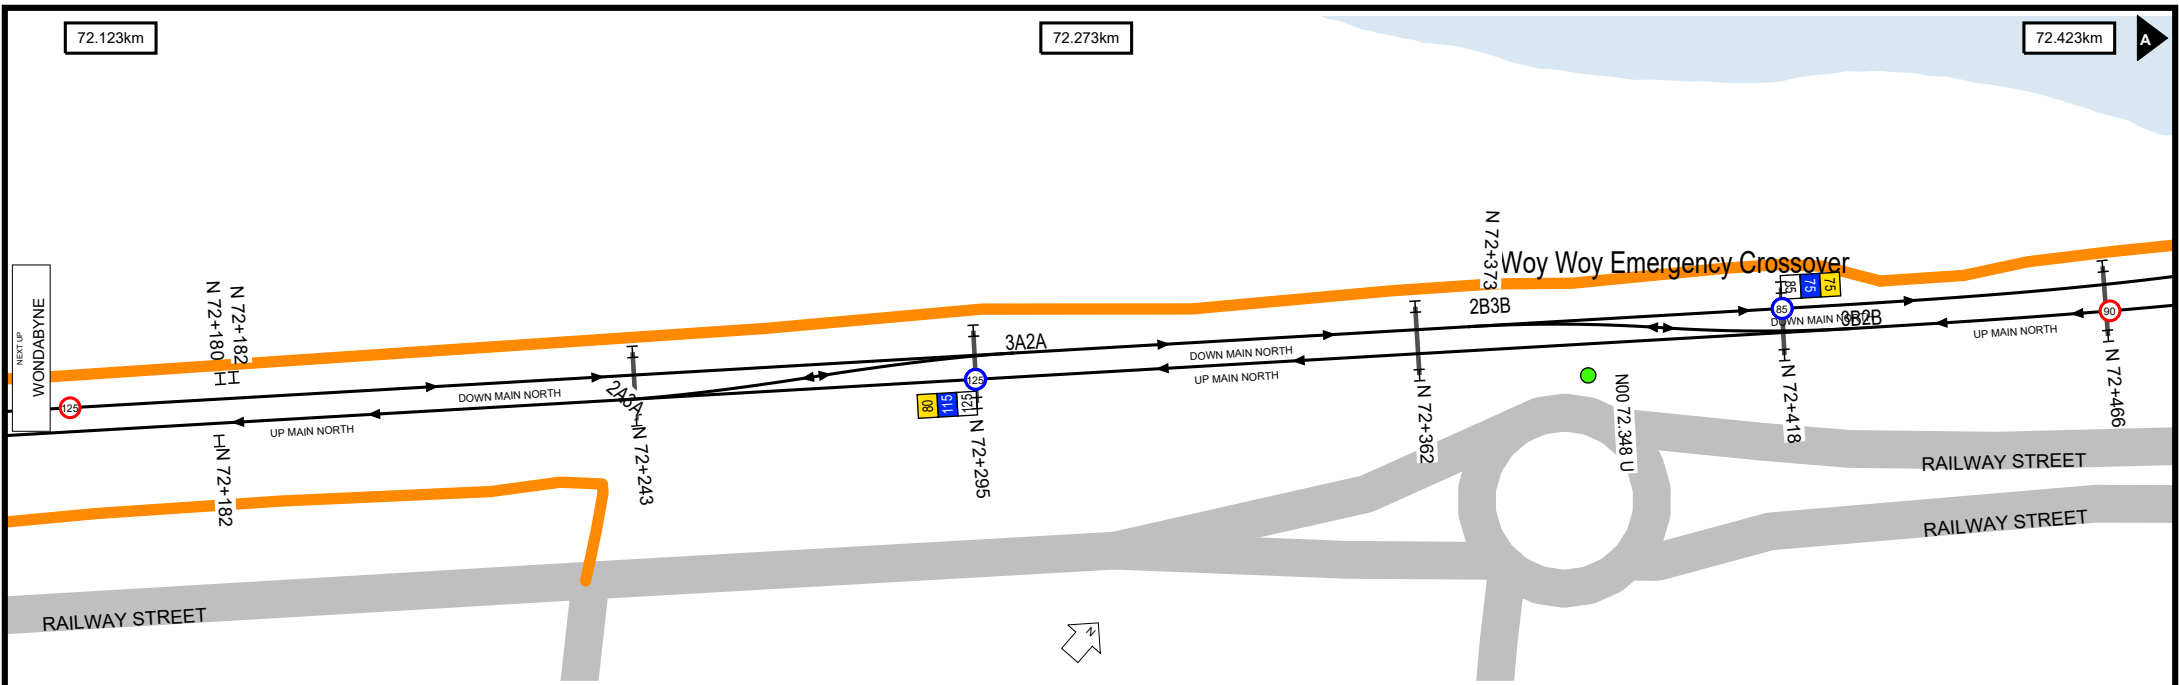 72.123km
72.273km
72.423km
A
NEXT UP
WONDABYNE
125
N 72+180
N 72+182
HN 72+182
DOWN MAIN NORTH
UP MAIN NORTH
2A3A
N 72+243
3A2A
125
80
115
125
N 72+295
DOWN MAIN NORTH
UP MAIN NORTH
N 72+362
N 72+373
Woy Woy Emergency Crossover
2B3B
85
75
75
85
DOWN MAIN NORTH
3B2B
N 72+418
N00 72.348 U
UP MAIN NORTH
90
N 72+466
RAILWAY STREET
RAILWAY STREET
RAILWAY STREET
N